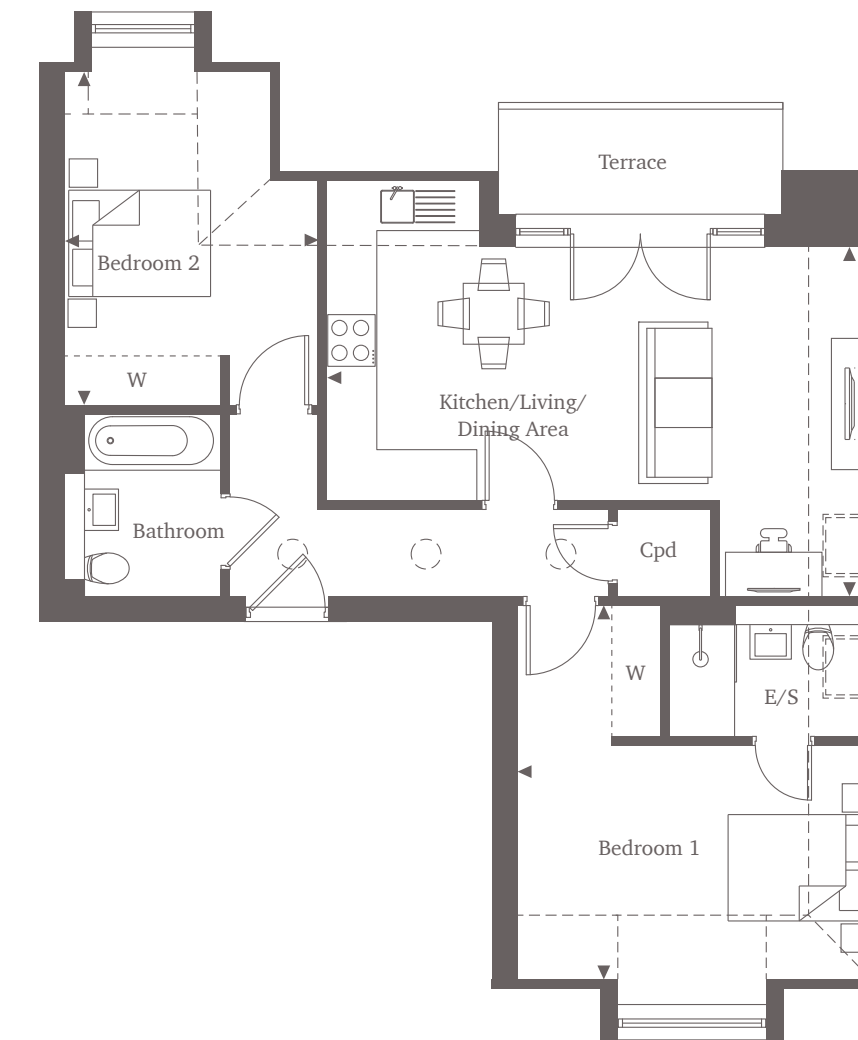 Terrace
Bedroom 2
W
Kitchen/Living/
Dining Area
Bathroom
Cpd
W
E/S
Bedroom 1